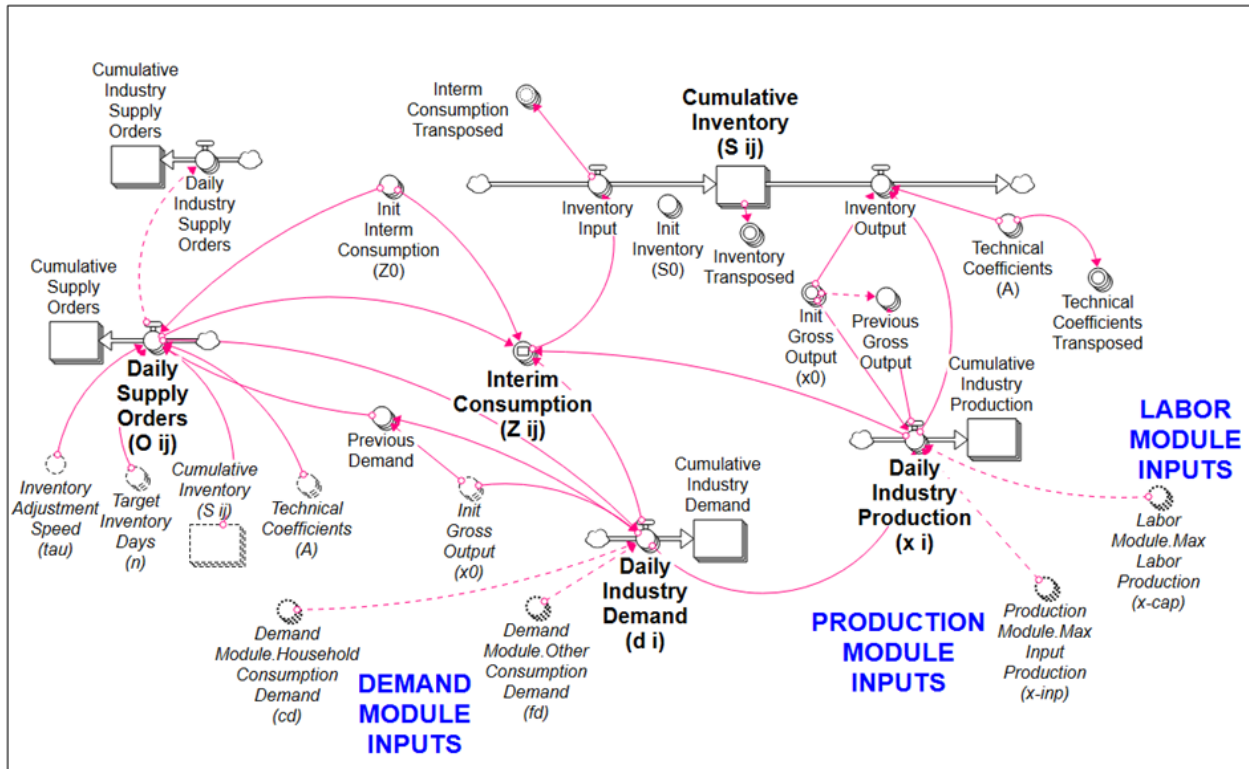 Cumulative
Industry
Supply
Orders
Daily
Industry
Supply
Orders
Interm
Consumption
Transposed
Cumulative
Inventory
(S ij)
Init
Interm
Consumption
(Z0)
Inventory
Input
Init
Inventory
(S0)
Inventory
Transposed
Inventory
Output
Technical
Coefficients
(A)
Technical
Coefficients
Transposed
Cumulative
Supply
Orders
Daily
Supply
Orders
(O ij)
Interim
Consumption
(Z ij)
Init
Gross
Output
(x0)
Previous
Gross
Output
Cumulative
Industry
Production
LABOR
MODULE
INPUTS
Previous
Demand
Inventory
Adjustment
Speed
(tau)
Target
Inventory
Days
(n)
Cumulative
Inventory
(S ij)
Technical
Coefficients
(A)
Init
Gross
Output
(x0)
Cumulative
Industry
Demand
Daily
Industry
Production
(x i)
Labor
Module.Max
Labor
Production
(x-cap)
Daily
Industry
Demand
(d i)
Demand
Module.Household
Consumption
Demand
(cd)
DEMAND
MODULE
INPUTS
Demand
Module.Other
Consumption
Demand
(fd)
PRODUCTION
MODULE
INPUTS
Production
Module.Max
Input
Production
(x-inp)